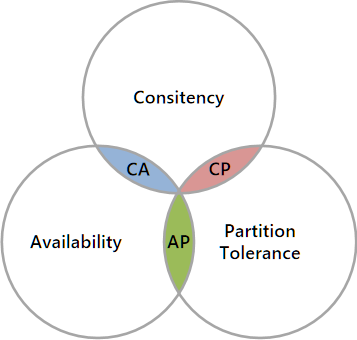 Consitency
CA
CP
Availability
AP
Partition
Tolerance